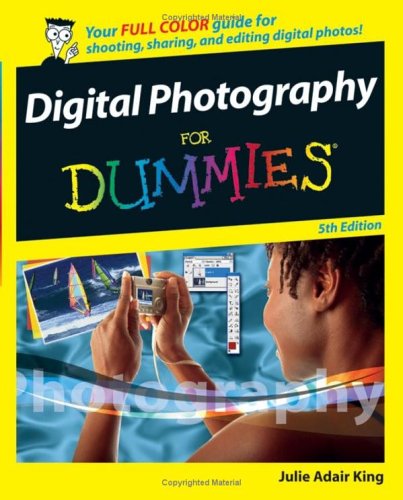 Copyrighted Material
Your FULL COLOR guide for
shooting, sharing, and editing digital photos!
Digital Photography
FOR
DUMMIES®
5th Edition
Photography
Copyrighted Material
Julie Adair King